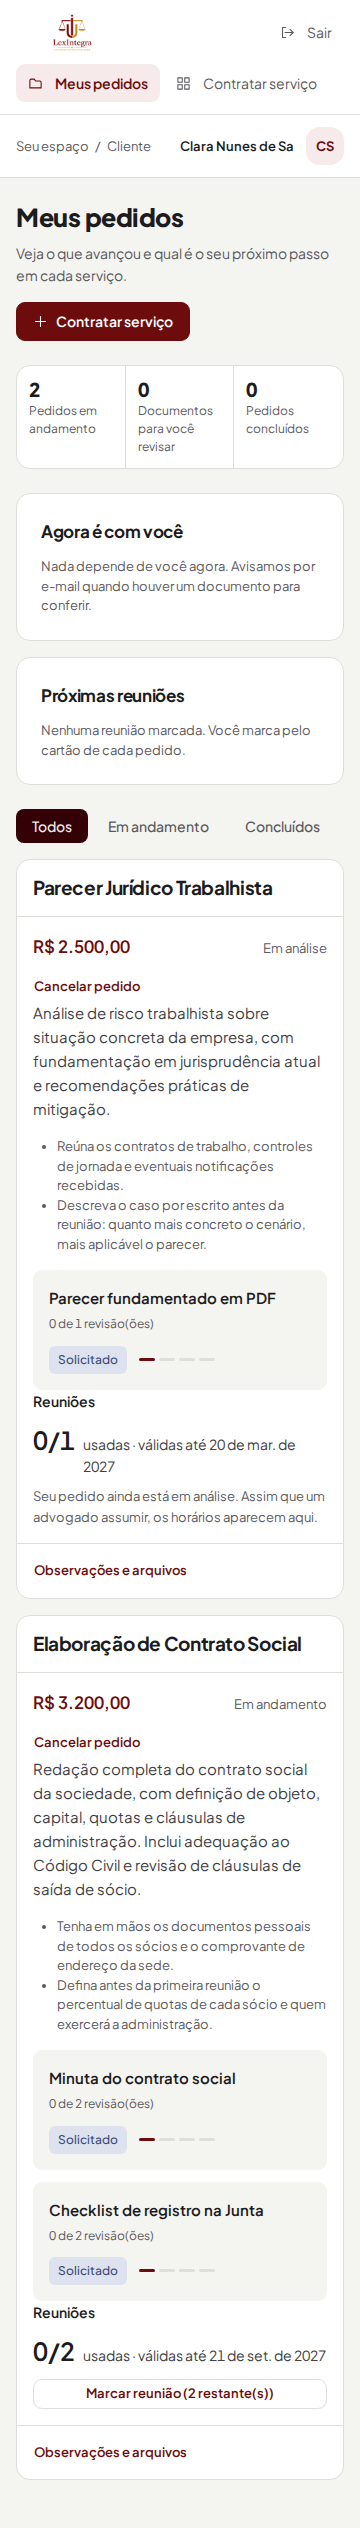 LexIntegra
Sair
Meus pedidos
Contratar serviço
Seu espaço / Cliente
Clara Nunes de Sa
CS
Meus pedidos
Veja o que avançou e qual é o seu próximo passo
em cada serviço.
+ Contratar serviço
2
Pedidos em
andamento
0
Documentos
para você
revisar
0
Pedidos
concluídos
Agora é com você
Nada depende de você agora. Avisamos por
e-mail quando houver um documento para
conferir.
Próximas reuniões
Nenhuma reunião marcada. Você marca pelo
cartão de cada pedido.
Todos
Em andamento
Concluídos
Parecer Jurídico Trabalhista
R$ 2.500,00
Em análise
Cancelar pedido
Análise de risco trabalhista sobre
situação concreta da empresa, com
fundamentação em jurisprudência atual
e recomendações práticas de
mitigação.
• Reúna os contratos de trabalho, controles
de jornada e eventuais notificações
recebidas.
• Descreva o caso por escrito antes da
reunião: quanto mais concreto o cenário,
mais aplicável o parecer.
Parecer fundamentado em PDF
0 de 1 revisão(ões)
Solicitado
Reuniões
0/1 usadas · válidas até 20 de mar. de
2027
Seu pedido ainda está em análise. Assim que um
advogado assumir, os horários aparecem aqui.
Observações e arquivos
Elaboração de Contrato Social
R$ 3.200,00
Em andamento
Cancelar pedido
Redação completa do contrato social
da sociedade, com definição de objeto,
capital, quotas e cláusulas de
administração. Inclui adequação ao
Código Civil e revisão de cláusulas de
saída de sócio.
• Tenha em mãos os documentos pessoais
de todos os sócios e o comprovante de
endereço da sede.
• Defina antes da primeira reunião o
percentual de quotas de cada sócio e quem
exercerá a administração.
Minuta do contrato social
0 de 2 revisão(ões)
Solicitado
Checklist de registro na Junta
0 de 2 revisão(ões)
Solicitado
Reuniões
0/2 usadas · válidas até 21 de set. de 2027
Marcar reunião (2 restante(s))
Observações e arquivos